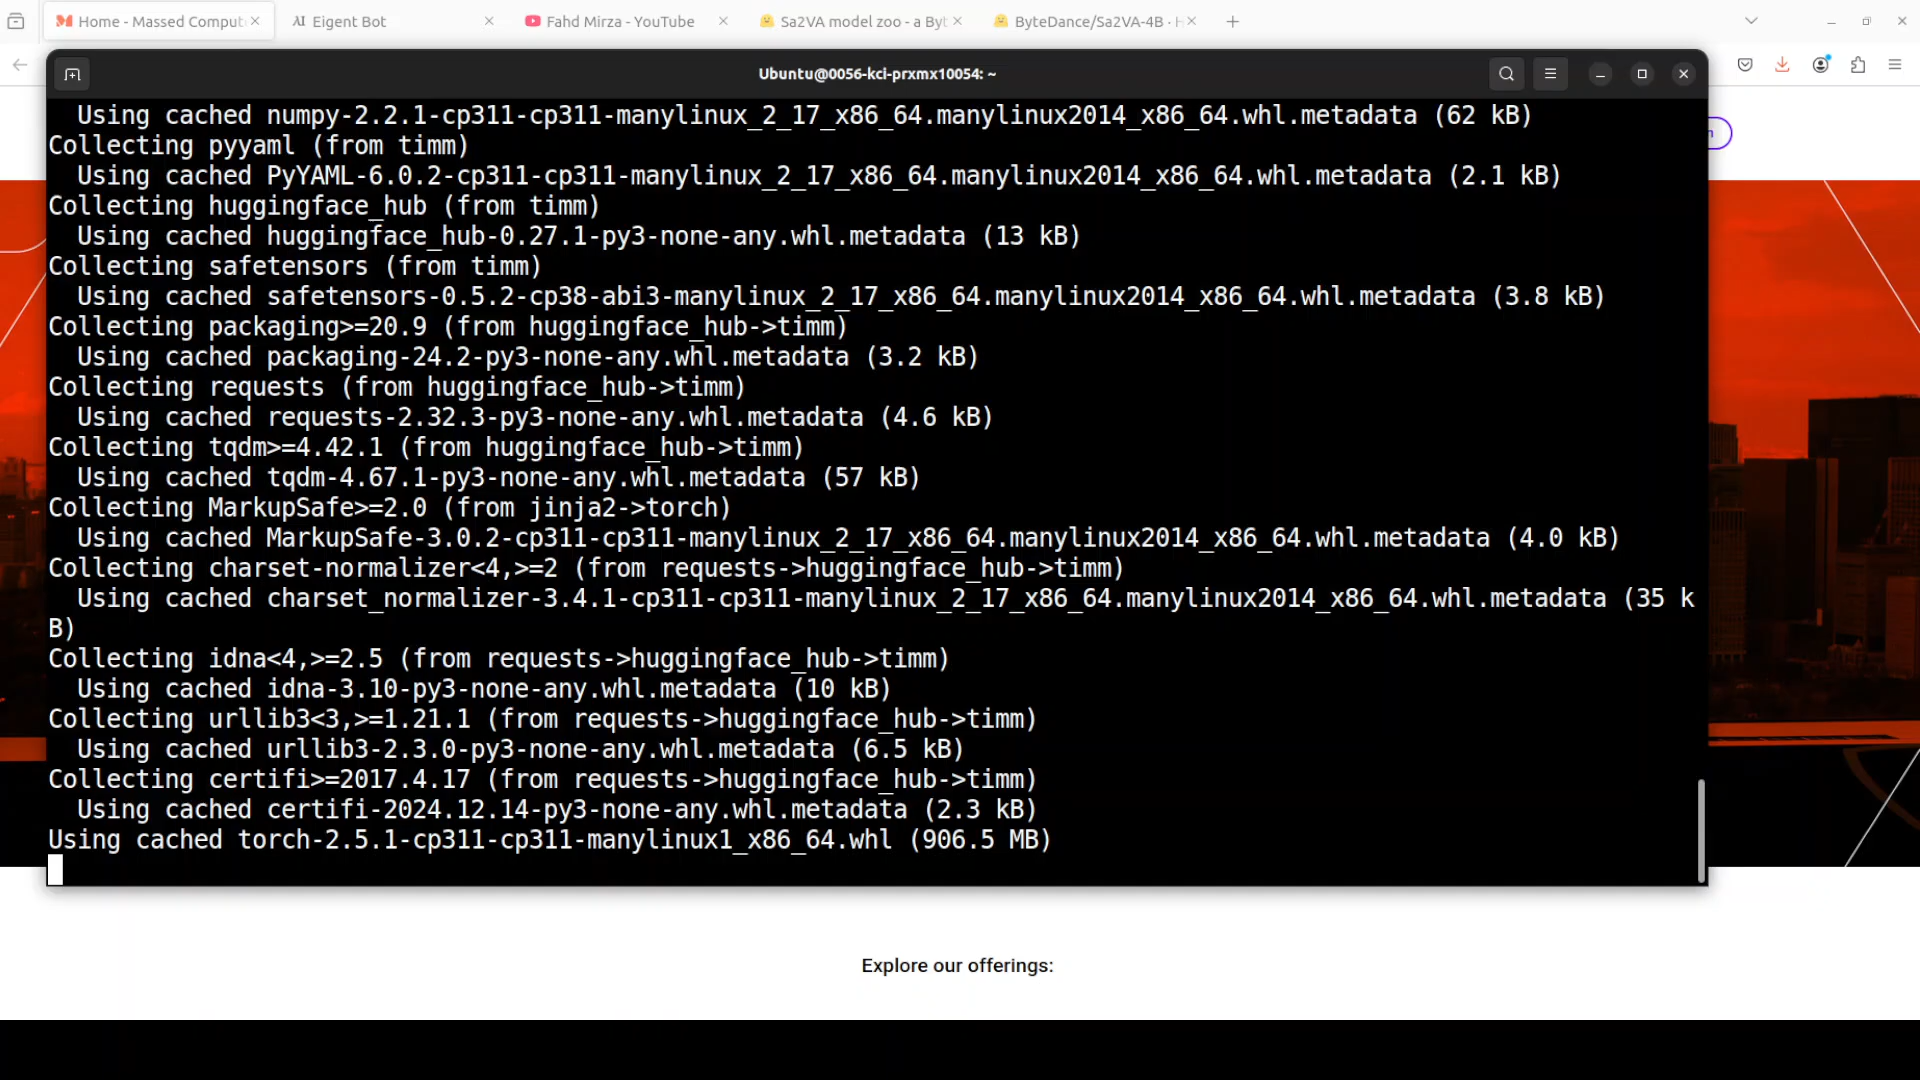 Home - Massed Comput
Eigent Bot
Fahd Mirza - YouTube
Sa2VA model zoo - a Byt
ByteDance/Sa2VA-4B · H
Ubuntu@0056-kci-prxmx10054: ~
Using cached numpy-2.2.1-cp311-cp311-manylinux_2_17_x86_64.manylinux2014_x86_64.whl.metadata (62 kB)
Collecting pyyaml (from timm)
Using cached PyYAML-6.0.2-cp311-cp311-manylinux_2_17_x86_64.manylinux2014_x86_64.whl.metadata (2.1 kB)
Collecting huggingface_hub (from timm)
Using cached huggingface_hub-0.27.1-py3-none-any.whl.metadata (13 kB)
Collecting safetensors (from timm)
Using cached safetensors-0.5.2-cp38-abi3-manylinux_2_17_x86_64.manylinux2014_x86_64.whl.metadata (3.8 kB)
Collecting packaging>=20.9 (from huggingface_hub->timm)
Using cached packaging-24.2-py3-none-any.whl.metadata (3.2 kB)
Collecting requests (from huggingface_hub->timm)
Using cached requests-2.32.3-py3-none-any.whl.metadata (4.6 kB)
Collecting tqdm>=4.42.1 (from huggingface_hub->timm)
Using cached tqdm-4.67.1-py3-none-any.whl.metadata (57 kB)
Collecting MarkupSafe>=2.0 (from jinja2->torch)
Using cached MarkupSafe-3.0.2-cp311-cp311-manylinux_2_17_x86_64.manylinux2014_x86_64.whl.metadata (4.0 kB)
Collecting charset-normalizer<4,>=2 (from requests->huggingface_hub->timm)
Using cached charset_normalizer-3.4.1-cp311-cp311-manylinux_2_17_x86_64.manylinux2014_x86_64.whl.metadata (35 k
B)
Collecting idna<4,>=2.5 (from requests->huggingface_hub->timm)
Using cached idna-3.10-py3-none-any.whl.metadata (10 kB)
Collecting urllib3<3,>=1.21.1 (from requests->huggingface_hub->timm)
Using cached urllib3-2.3.0-py3-none-any.whl.metadata (6.5 kB)
Collecting certifi>=2017.4.17 (from requests->huggingface_hub->timm)
Using cached certifi-2024.12.14-py3-none-any.whl.metadata (2.3 kB)
Using cached torch-2.5.1-cp311-cp311-manylinux1_x86_64.whl (906.5 MB)
Explore our offerings: